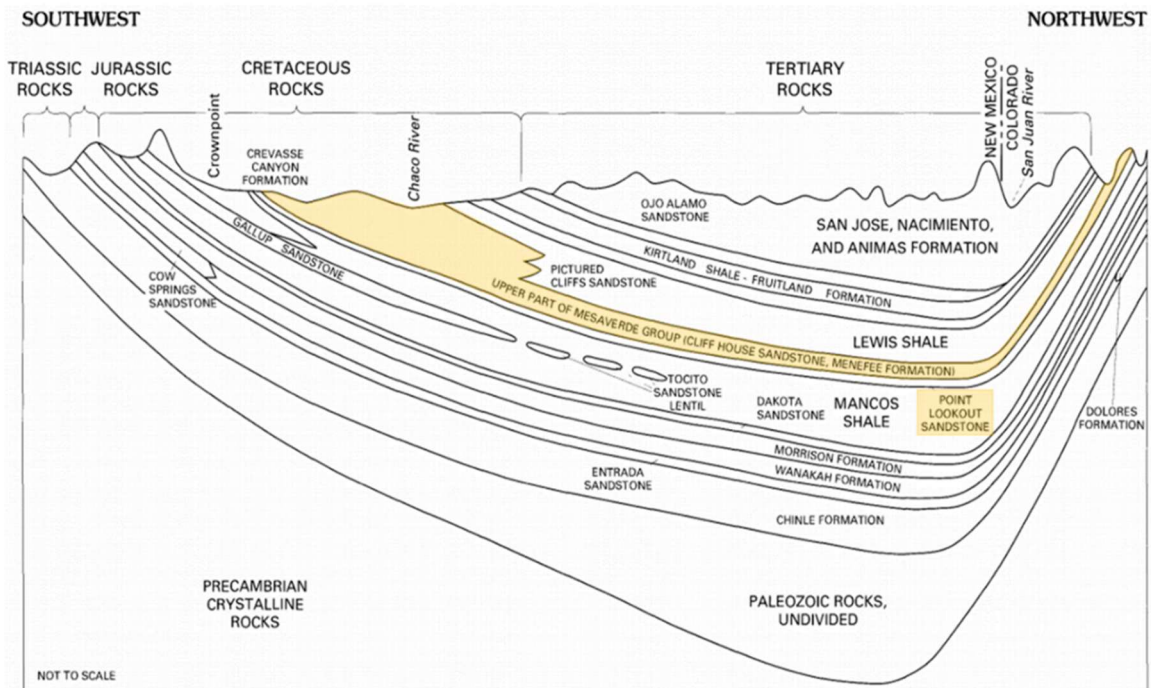 SOUTHWEST
NORTHWEST
TRIASSIC
ROCKS
JURASSIC
ROCKS
CRETACEOUS
ROCKS
TERTIARY
ROCKS
Crownpoint
Chaco River
NEW MEXICO
COLORADO
San Juan River
CREVASSE
CANYON
FORMATION
OJO ALAMO
SANDSTONE
SAN JOSE, NACIMIENTO,
AND ANIMAS FORMATION
GALLUP SANDSTONE
KIRTLAND SHALE - FRUITLAND FORMATION
COW
SPRINGS
SANDSTONE
PICTURED
CLIFFS SANDSTONE
UPPER PART OF MESAVERDE GROUP (CLIFF HOUSE SANDSTONE, MENEFEE FORMATION)
LEWIS SHALE
TOCITO
SANDSTONE
LENTIL
DAKOTA
SANDSTONE
MANCOS
SHALE
POINT
LOOKOUT
SANDSTONE
DOLORES
FORMATION
MORRISON FORMATION
WANAKAH FORMATION
ENTRADA
SANDSTONE
CHINLE FORMATION
PRECAMBRIAN
CRYSTALLINE
ROCKS
PALEOZOIC ROCKS,
UNDIVIDED
NOT TO SCALE